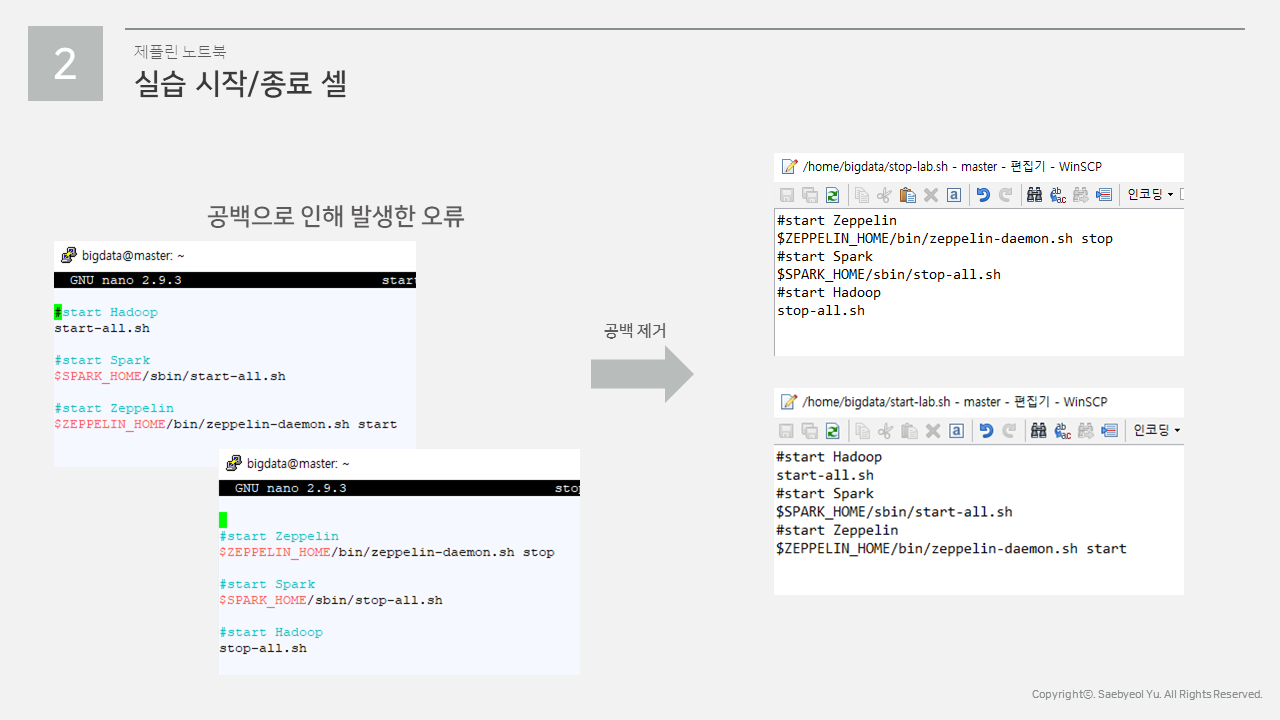 2
제플린 노트북
실습 시작/종료 셀
공백으로 인해 발생한 오류
bigdata@master: ~
GNU nano 2.9.3 star
#start Hadoop
start-all.sh
#start Spark
$SPARK_HOME/sbin/start-all.sh
#start Zeppelin
$ZEPPELIN_HOME/bin/zeppelin-daemon.sh start
bigdata@master: ~
GNU nano 2.9.3 stop
#start Zeppelin
$ZEPPELIN_HOME/bin/zeppelin-daemon.sh stop
#start Spark
$SPARK_HOME/sbin/stop-all.sh
#start Hadoop
stop-all.sh
공백 제거
/home/bigdata/stop-lab.sh - master - 편집기 - WinSCP
인코딩
#start Zeppelin
$ZEPPELIN_HOME/bin/zeppelin-daemon.sh stop
#start Spark
$SPARK_HOME/sbin/stop-all.sh
#start Hadoop
stop-all.sh
/home/bigdata/start-lab.sh - master - 편집기 - WinSCP
인코딩
#start Hadoop
start-all.sh
#start Spark
$SPARK_HOME/sbin/start-all.sh
#start Zeppelin
$ZEPPELIN_HOME/bin/zeppelin-daemon.sh start
Copyrightⓒ. Saebyeol Yu. All Rights Reserved.